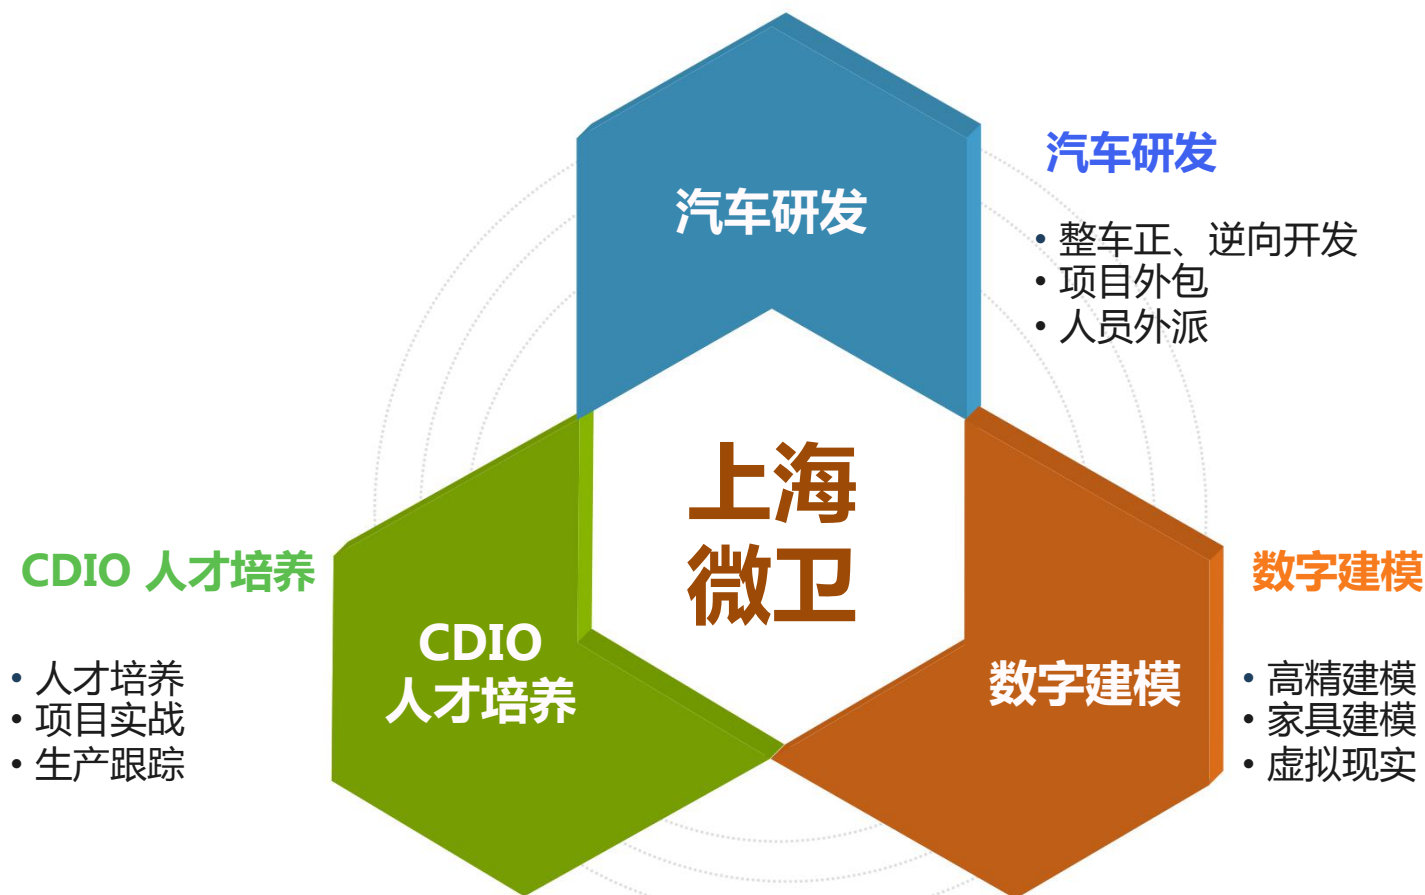 汽车研发
汽车研发
• 整车正、逆向开发
• 项目外包
• 人员外派
上海
微卫
CDIO 人才培养
• 人才培养
• 项目实战
• 生产跟踪
CDIO
人才培养
数字建模
数字建模
• 高精建模
• 家具建模
• 虚拟现实